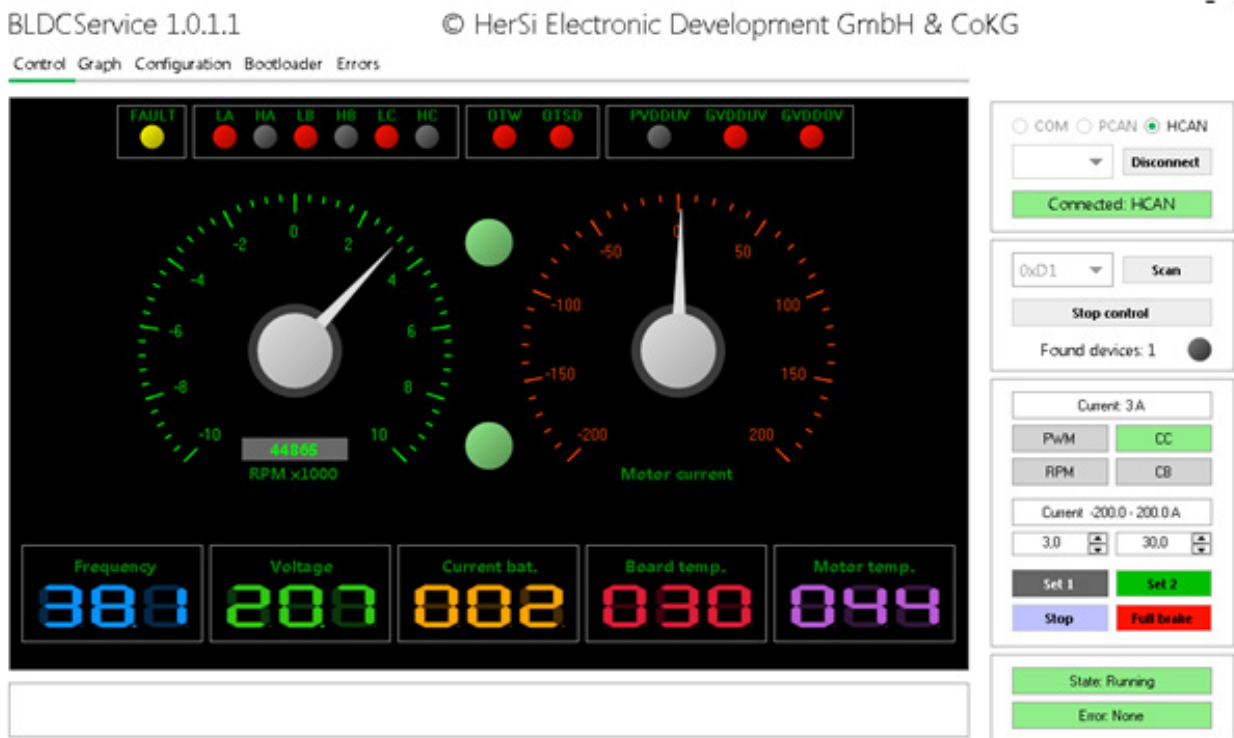 BLDCService 1.0.1.1 © HerSi Electronic Development GmbH & CoKG
Control Graph Configuration Bootloader Errors
FAULT LA HA LB HB LC HC OTW OTSD PVDDUV GVDDUV GVDDOV
-10 -8 -6 -4 -2 0 2 4 6 8 10
44865
RPM x1000
-200 -150 -100 -50 0 50 100 150 200
Motor current
Frequency Voltage Current bat. Board temp. Motor temp.
38.1 20.7 002 030 044
COM PCAN HCAN
Disconnect
Connected: HCAN
0xD1 Scan
Stop control
Found devices: 1
Current: 3 A
PWM CC
RPM CB
Current -200.0 - 200.0 A
3,0 30,0
Set 1 Set 2
Stop Full brake
State: Running
Error: None